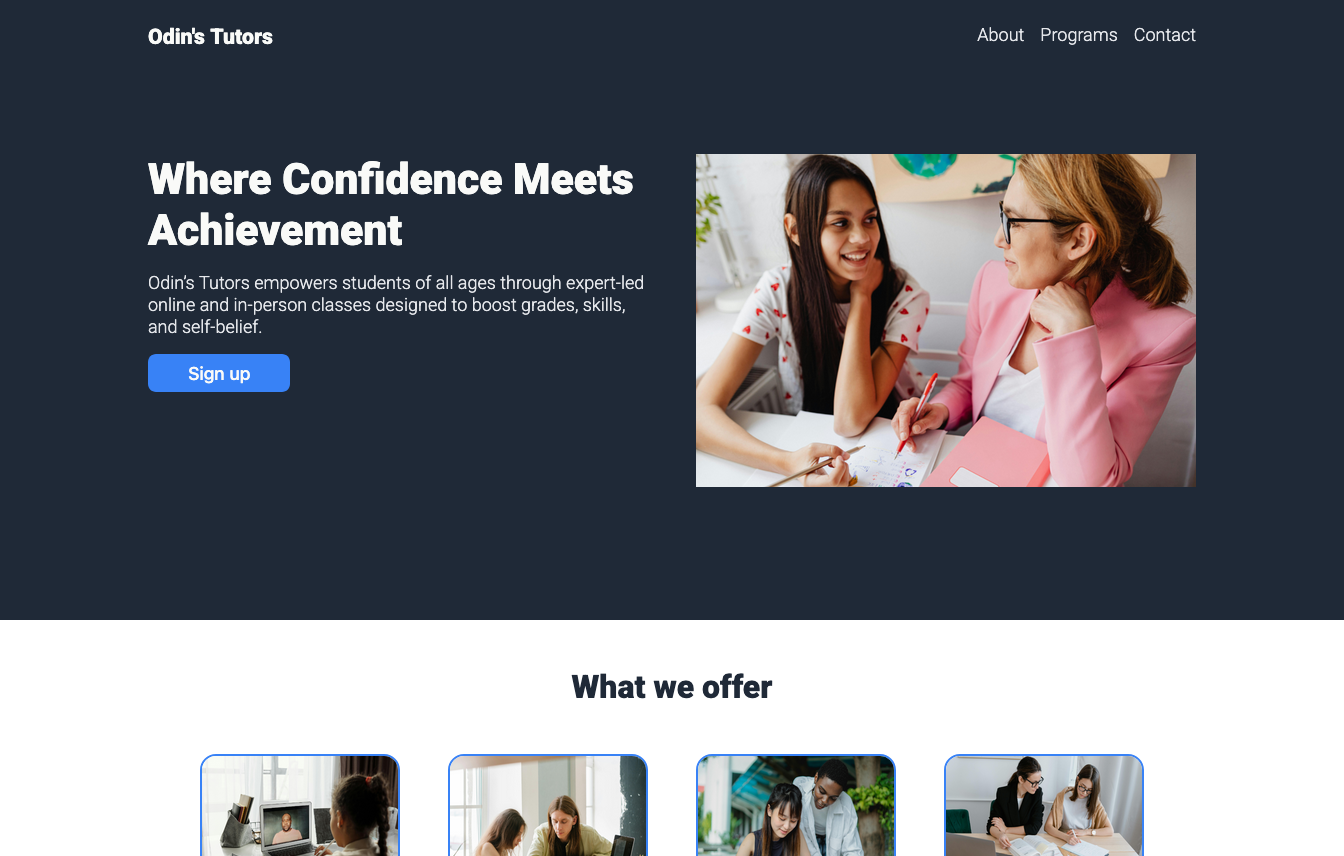 Odin's Tutors
About Programs Contact
Where Confidence Meets
Achievement
Odin’s Tutors empowers students of all ages through expert-led
online and in-person classes designed to boost grades, skills,
and self-belief.
Sign up
What we offer